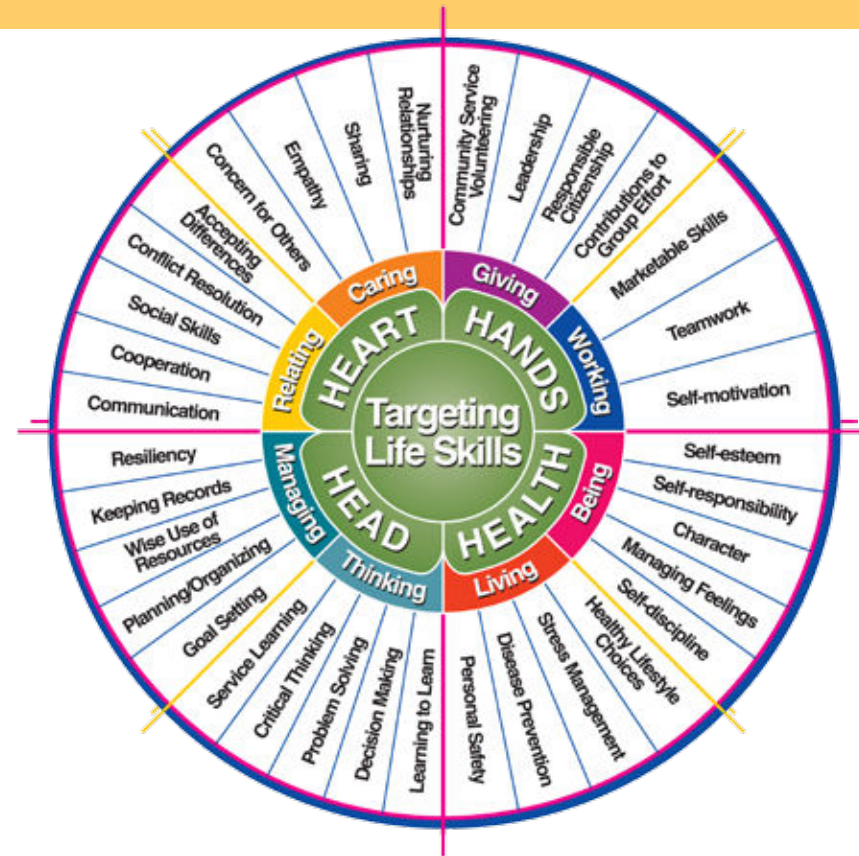 Targeting
Life Skills
HEART
HANDS
HEALTH
HEAD
Caring
Giving
Working
Being
Living
Thinking
Managing
Relating
Nurturing
Relationships
Sharing
Empathy
Concern for Others
Community Service
Volunteering
Leadership
Responsible
Citizenship
Contributions to
Group Effort
Marketable Skills
Teamwork
Self-motivation
Self-esteem
Self-responsibility
Character
Managing Feelings
Self-discipline
Healthy Lifestyle
Choices
Stress Management
Disease Prevention
Personal Safety
Learning to Learn
Decision Making
Problem Solving
Critical Thinking
Service Learning
Goal Setting
Planning/Organizing
Wise Use of
Resources
Keeping Records
Resiliency
Communication
Cooperation
Social Skills
Conflict Resolution
Accepting
Differences